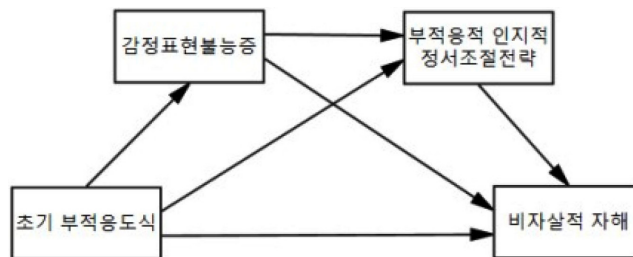 감정표현불능증
부적응적 인지적
정서조절전략
초기 부적응도식
비자살적 자해